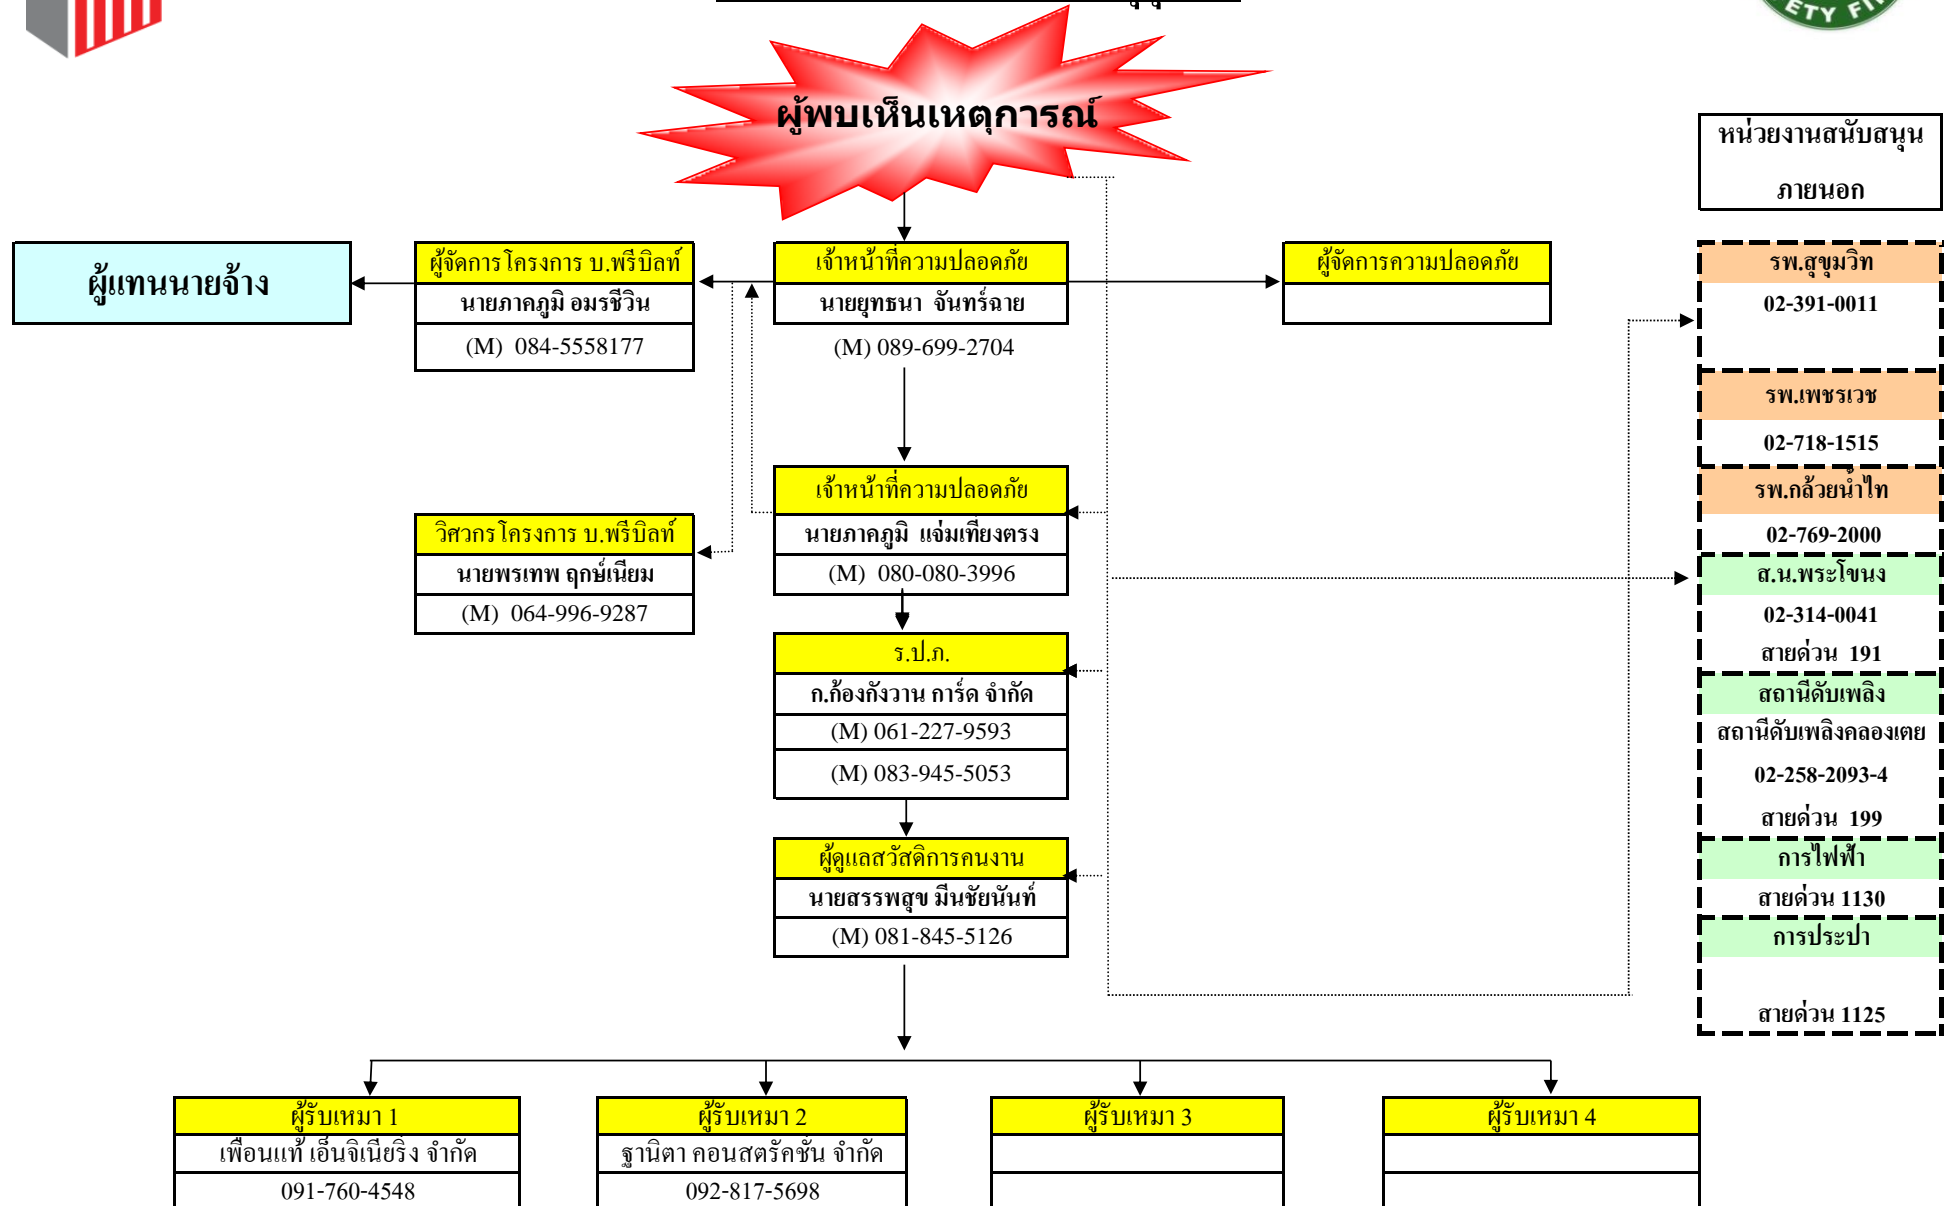 ETY FI
ผู้พบเห็นเหตุการณ์
หน่วยงานสนับสนุน
ภายนอก
ผู้แทนนายจ้าง
ผู้จัดการโครงการ บ.พรีบิลท์
นายภาคภูมิ อมรชีวิน
(M) 084-5558177
เจ้าหน้าที่ความปลอดภัย
นายยุทธนา จันทร์ฉาย
(M) 089-699-2704
ผู้จัดการความปลอดภัย
รพ.สุขุมวิท
02-391-0011
รพ.เพชรเวช
02-718-1515
รพ.กล้วยน้ำไท
02-769-2000
ส.น.พระโขนง
02-314-0041
สายด่วน 191
สถานีดับเพลิง
สถานีดับเพลิงคลองเตย
02-258-2093-4
สายด่วน 199
การไฟฟ้า
สายด่วน 1130
การประปา
สายด่วน 1125
เจ้าหน้าที่ความปลอดภัย
นายภาคภูมิ แจ่มเที่ยงตรง
(M) 080-080-3996
วิศวกรโครงการ บ.พรีบิลท์
นายพรเทพ ฤกษ์เนียม
(M) 064-996-9287
ร.ป.ภ.
ก.ก้องกังวาน การ์ด จำกัด
(M) 061-227-9593
(M) 083-945-5053
ผู้ดูแลสวัสดิการคนงาน
นายสรรพสุข มีนชัยนันท์
(M) 081-845-5126
ผู้รับเหมา 1
เพื่อนแท้ เอ็นจิเนียริ่ง จำกัด
091-760-4548
ผู้รับเหมา 2
ฐานิตา คอนสตรัคชั่น จำกัด
092-817-5698
ผู้รับเหมา 3
ผู้รับเหมา 4